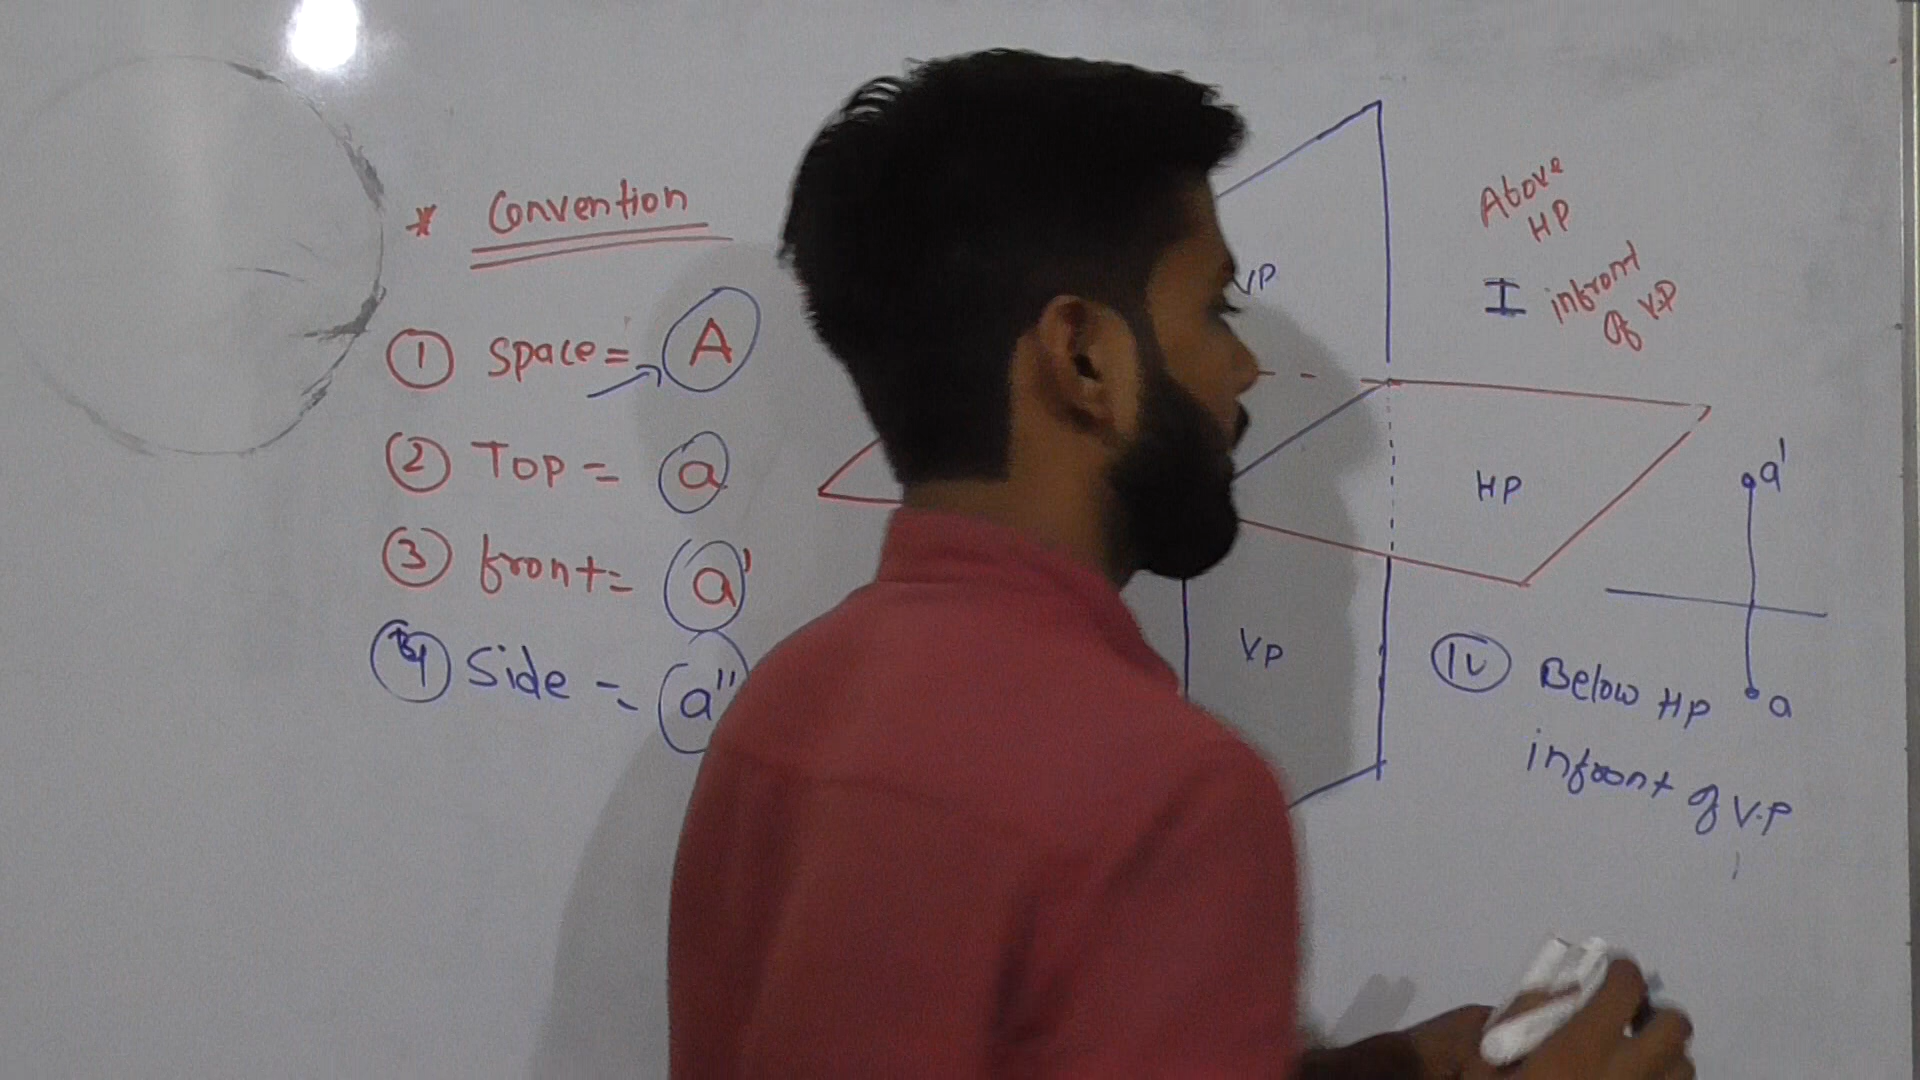 * Convention
① Space = A
② Top = a
③ front = a'
④ Side = a"
VP
Above
HP
I
infront
of V.P
HP
a'
VP
IV
Below HP
a
infront of V.P